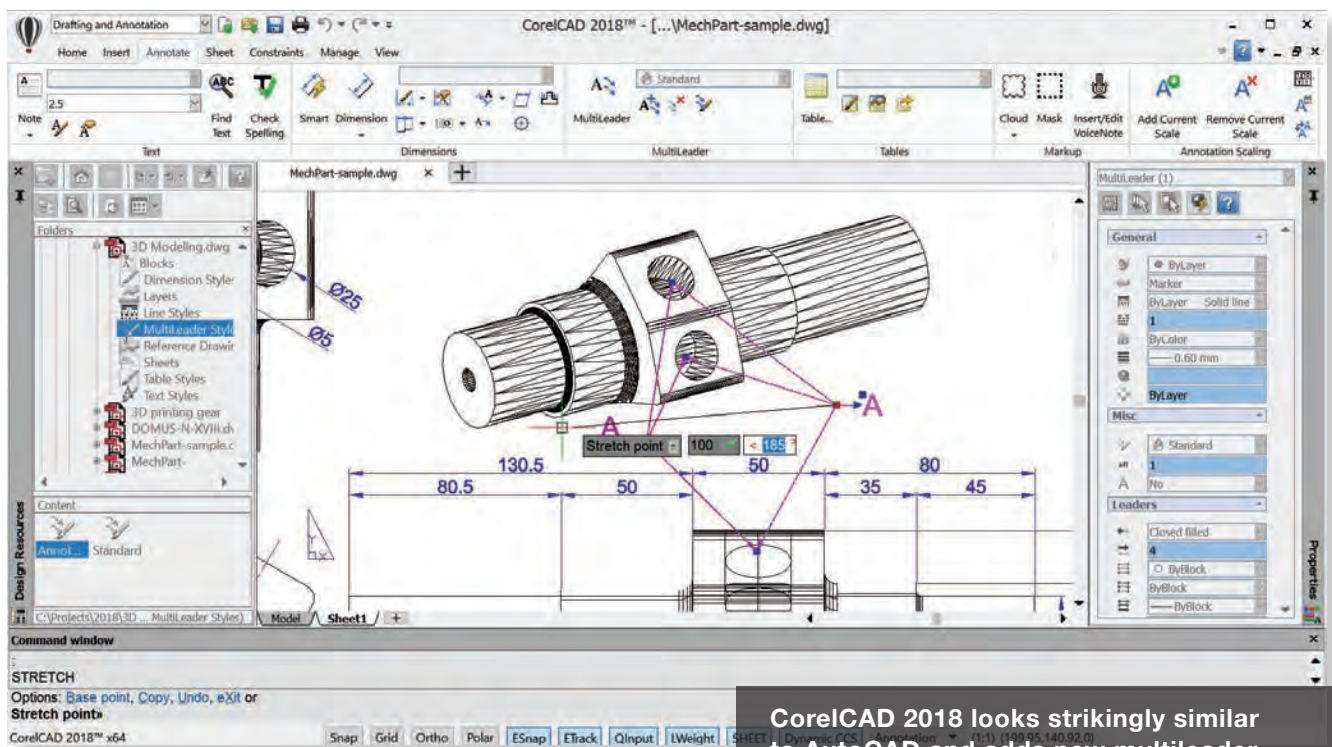 Drafting and Annotation
CorelCAD 2018™ - [...\MechPart-sample.dwg]
Home Insert Annotate Sheet Constraints Manage View
2.5
Note
Find Text
Check Spelling
Smart Dimension
MultiLeader
Standard
Table...
Cloud Mask Insert/Edit VoiceNote
Add Current Scale
Remove Current Scale
Text Dimensions MultiLeader Tables Markup Annotation Scaling
MechPart-sample.dwg
Folders
3D Modeling.dwg
Blocks
Dimension Style
Layers
Line Styles
MultiLeader Style
Reference Drawin
Sheets
Table Styles
Text Styles
3D printing gear
DOMUS-N-XVIII.d
MechPart-sample.c
MechPart-
Content
Annot... Standard
Design Resources
C:\Projects\2018\3D ... MultiLeader Styles)
Ø25
Ø5
A
A
Stretch point 100 < 185 °
130.5 50 80
80.5 50 35 45
Y
X
Model Sheet1 +
MultiLeader (1)
General
ByLayer
Marker
ByLayer Solid line
1
ByColor
0.60 mm
ByLayer
Misc
Standard
1
No
Leaders
Closed filled
4
ByBlock
ByBlock
ByBlock
Properties
Command window
:
STRETCH
Options: Base point, Copy, Undo, eXit or
Stretch point»
CorelCAD 2018™ x64
Snap Grid Ortho Polar ESnap ETrack QInput LWeight SHEET Dynamic CCS Annotation (1:1) (199.95,140.92,0)
CorelCAD 2018 looks strikingly similar
to AutoCAD and adds new multileader